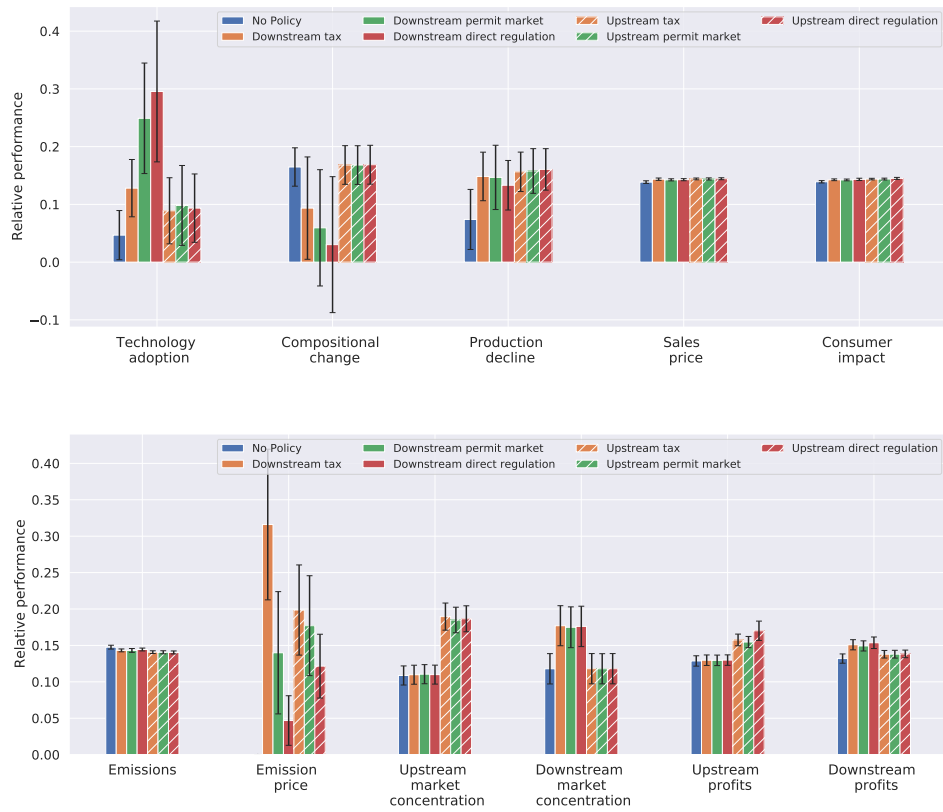 No Policy
Downstream tax
Downstream permit market
Downstream direct regulation
Upstream tax
Upstream permit market
Upstream direct regulation
0.4
0.3
0.2
0.1
0.0
−0.1
Relative performance
Technology
adoption
Compositional
change
Production
decline
Sales
price
Consumer
impact
No Policy
Downstream tax
Downstream permit market
Downstream direct regulation
Upstream tax
Upstream permit market
Upstream direct regulation
0.40
0.35
0.30
0.25
0.20
0.15
0.10
0.05
0.00
Relative performance
Emissions
Emission
price
Upstream
market
concentration
Downstream
market
concentration
Upstream
profits
Downstream
profits